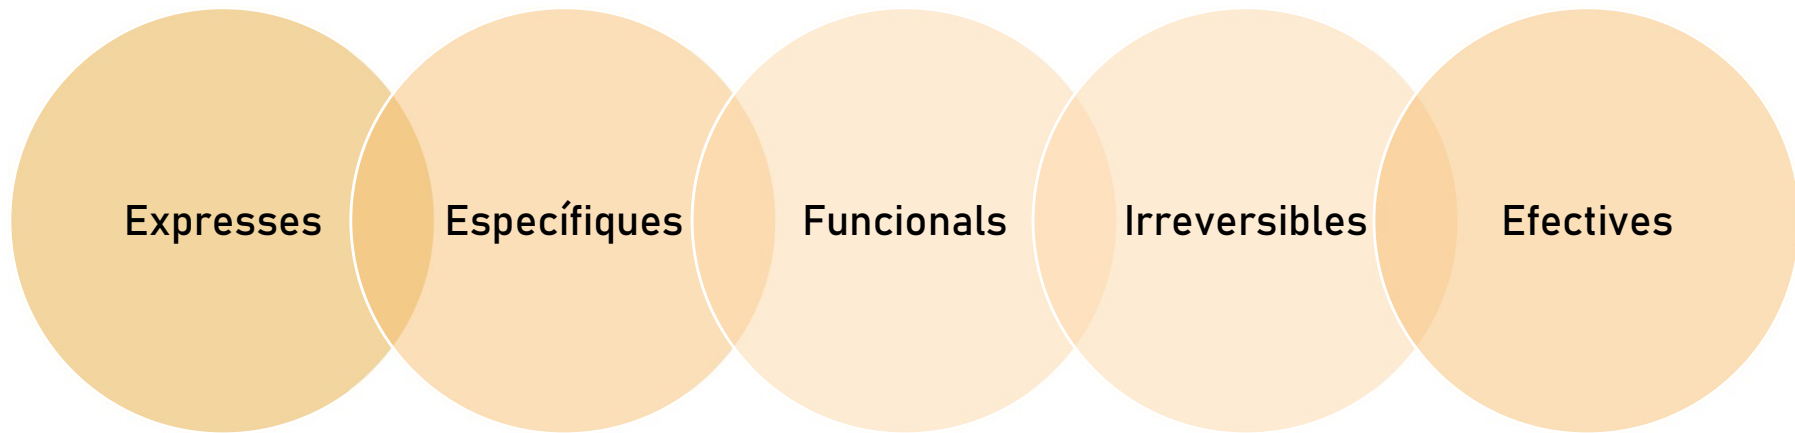 Expresses
Específiques
Funcionals
Irreversibles
Efectives